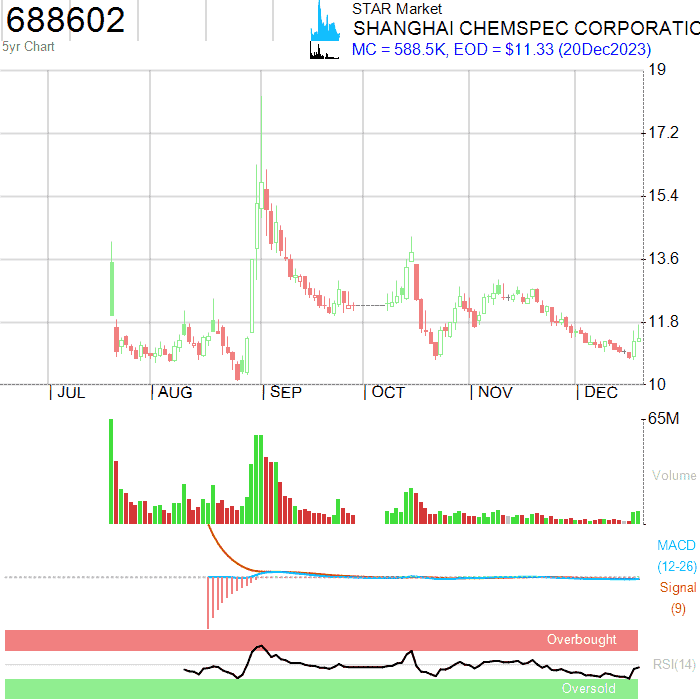 688602
5yr Chart
STAR Market
SHANGHAI CHEMSPEC CORPORATIO
MC = 588.5K, EOD = $11.33 (20Dec2023)
19
17.2
15.4
13.6
11.8
10
JUL AUG SEP OCT NOV DEC
65M
Volume
MACD
(12-26)
Signal
(9)
Overbought
RSI(14)
Oversold